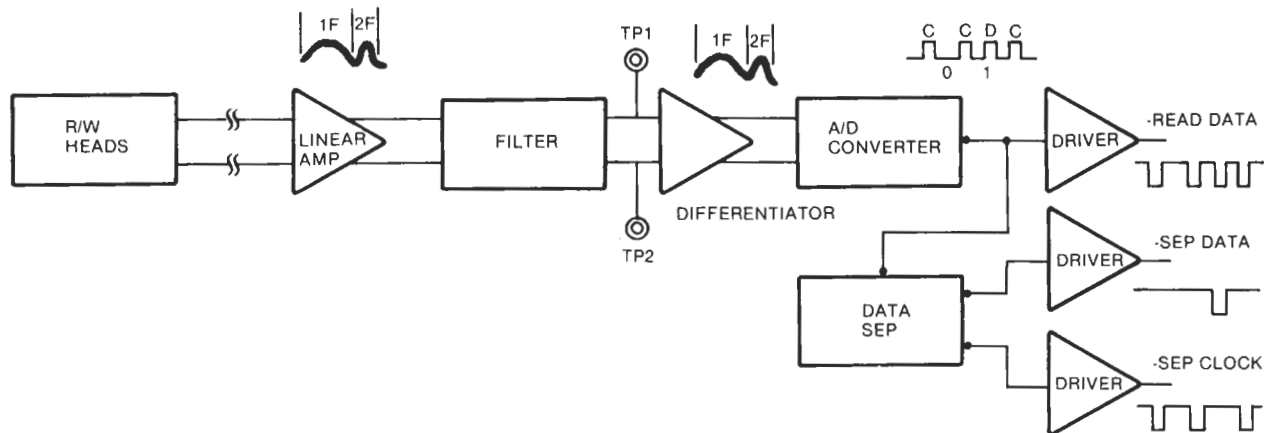 1F 2F
TP1
1F 2F
C C D C
0 1
R/W
HEADS
LINEAR
AMP
FILTER
A/D
CONVERTER
DRIVER
-READ DATA
DIFFERENTIATOR
TP2
DATA
SEP
DRIVER
-SEP DATA
DRIVER
-SEP CLOCK